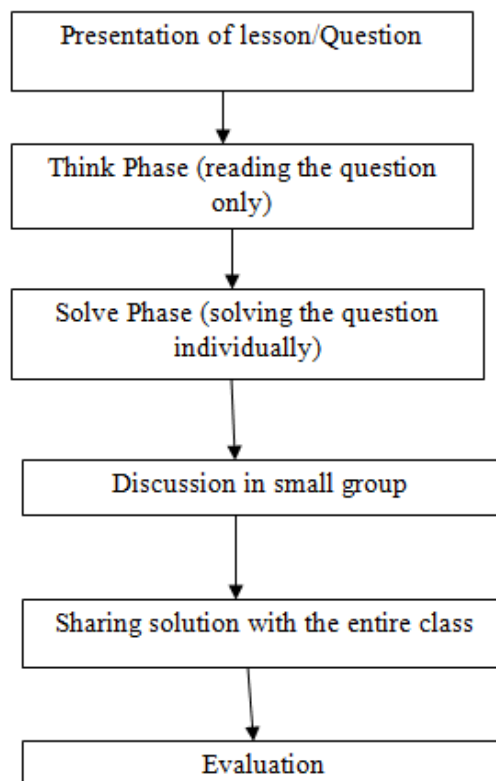 Presentation of lesson/Question
Think Phase (reading the question
only)
Solve Phase (solving the question
individually)
Discussion in small group
Sharing solution with the entire class
Evaluation